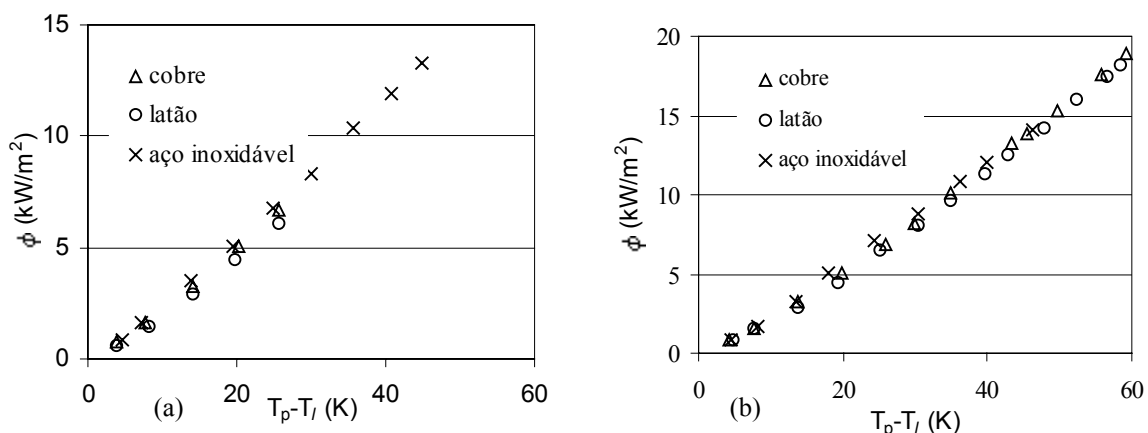 15
10
5
0
0
20
40
60
ϕ (kW/m²)
△ cobre
○ latão
× aço inoxidável
(a)
Tp-Tl (K)
20
15
10
5
0
0
20
40
60
ϕ (kW/m²)
△ cobre
○ latão
× aço inoxidável
(b)
Tp-Tl (K)